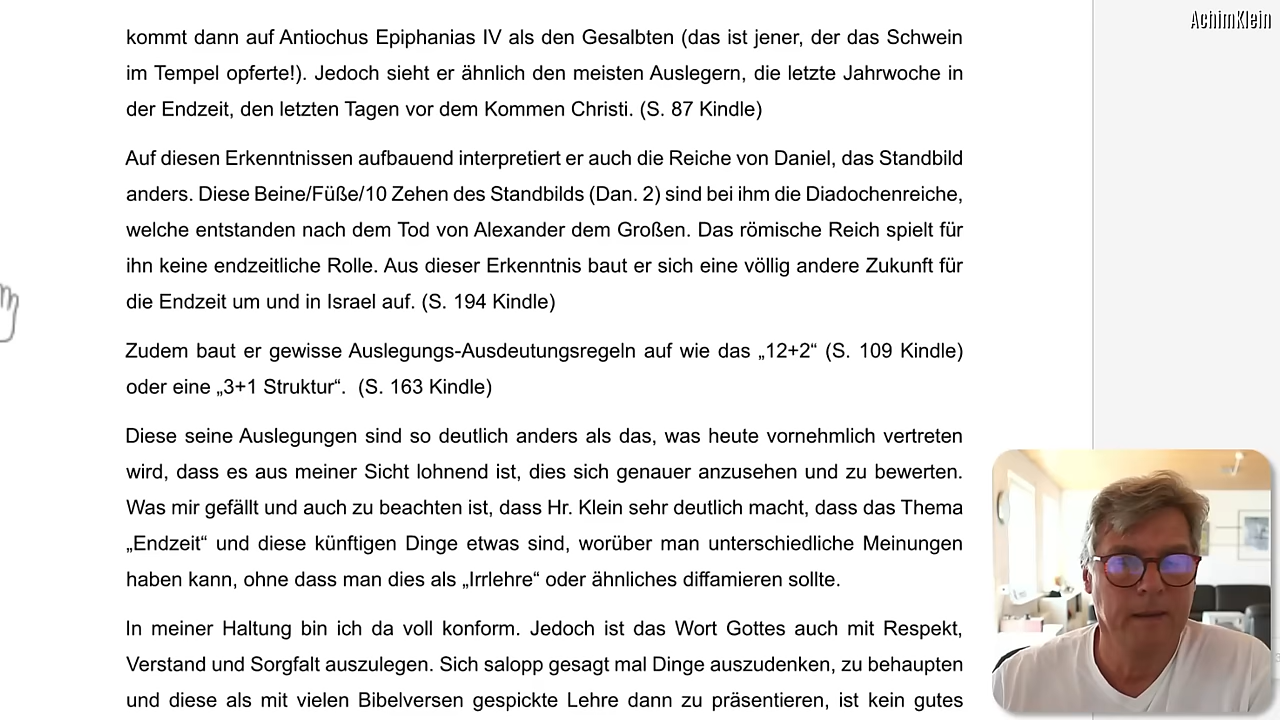 AchimKlein
kommt dann auf Antiochus Epiphanias IV als den Gesalbten (das ist jener, der das Schwein
im Tempel opferte!). Jedoch sieht er ähnlich den meisten Auslegern, die letzte Jahrwoche in
der Endzeit, den letzten Tagen vor dem Kommen Christi. (S. 87 Kindle)
Auf diesen Erkenntnissen aufbauend interpretiert er auch die Reiche von Daniel, das Standbild
anders. Diese Beine/Füße/10 Zehen des Standbilds (Dan. 2) sind bei ihm die Diadochenreiche,
welche entstanden nach dem Tod von Alexander dem Großen. Das römische Reich spielt für
ihn keine endzeitliche Rolle. Aus dieser Erkenntnis baut er sich eine völlig andere Zukunft für
die Endzeit um und in Israel auf. (S. 194 Kindle)
Zudem baut er gewisse Auslegungs-Ausdeutungsregeln auf wie das „12+2“ (S. 109 Kindle)
oder eine „3+1 Struktur“. (S. 163 Kindle)
Diese seine Auslegungen sind so deutlich anders als das, was heute vornehmlich vertreten
wird, dass es aus meiner Sicht lohnend ist, dies sich genauer anzusehen und zu bewerten.
Was mir gefällt und auch zu beachten ist, dass Hr. Klein sehr deutlich macht, dass das Thema
„Endzeit“ und diese künftigen Dinge etwas sind, worüber man unterschiedliche Meinungen
haben kann, ohne dass man dies als „Irrlehre“ oder ähnliches diffamieren sollte.
In meiner Haltung bin ich da voll konform. Jedoch ist das Wort Gottes auch mit Respekt,
Verstand und Sorgfalt auszulegen. Sich salopp gesagt mal Dinge auszudenken, zu behaupten
und diese als mit vielen Bibelversen gespickte Lehre dann zu präsentieren, ist kein gutes